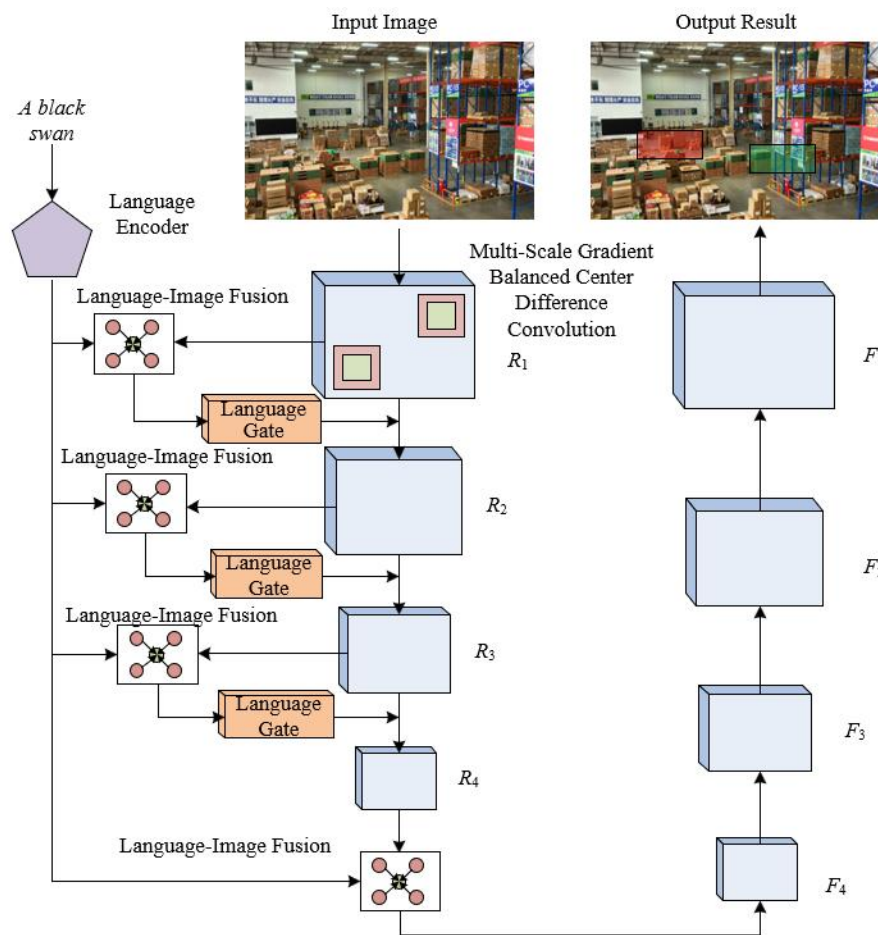 Input Image
Output Result
A black
swan
Language
Encoder
Multi-Scale Gradient
Balanced Center
Difference
Convolution
Language-Image Fusion
R1
F
Language
Gate
Language-Image Fusion
R2
F
Language
Gate
Language-Image Fusion
R3
Language
Gate
F3
R4
Language-Image Fusion
F4